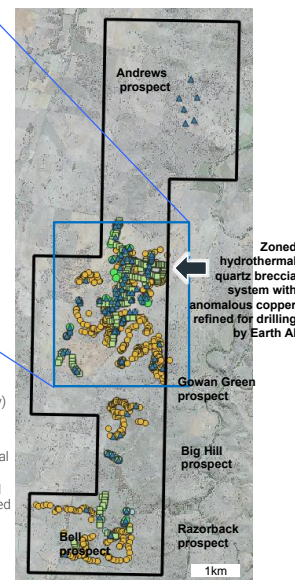 Andrews
prospect
Zoned
hydrothermal
quartz breccia
system with
anomalous copper
refined for drilling
by Earth AI
Gowan Green
prospect
Big Hill
prospect
Razorback
prospect
Bell
prospect
1km